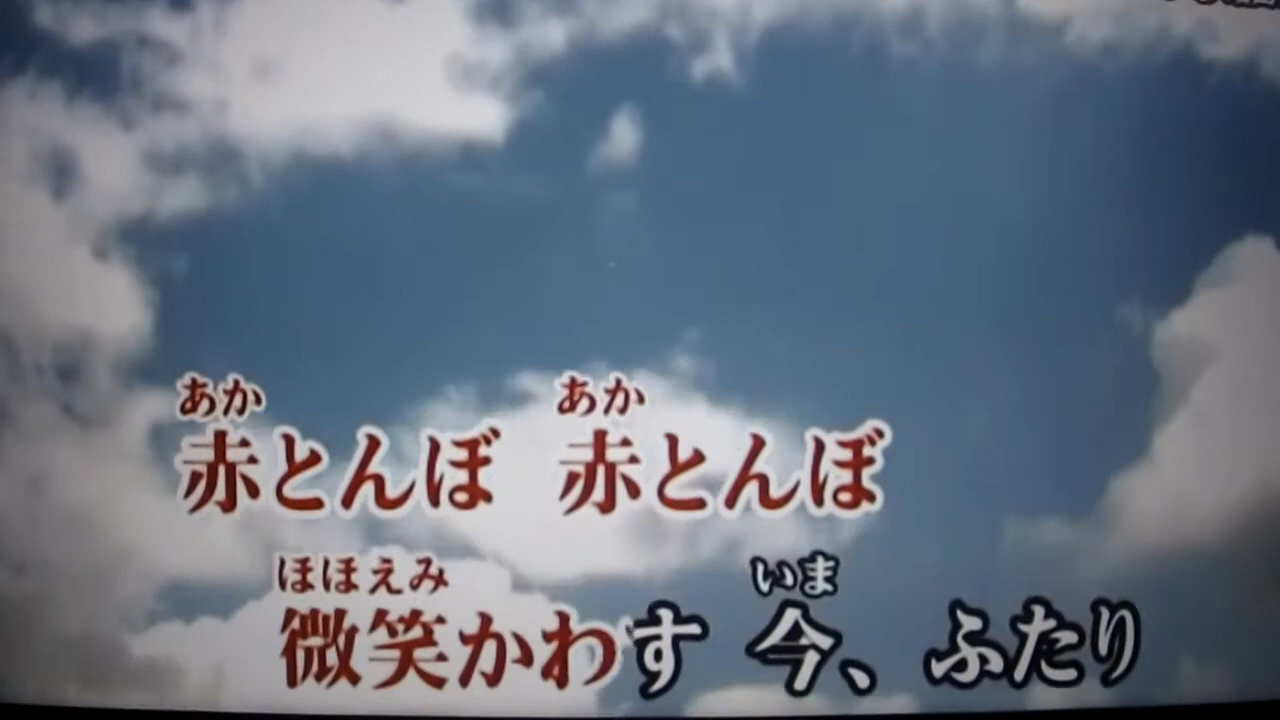 あか あか
赤とんぼ 赤とんぼ
ほほえみ いま
微笑かわす 今、ふたり